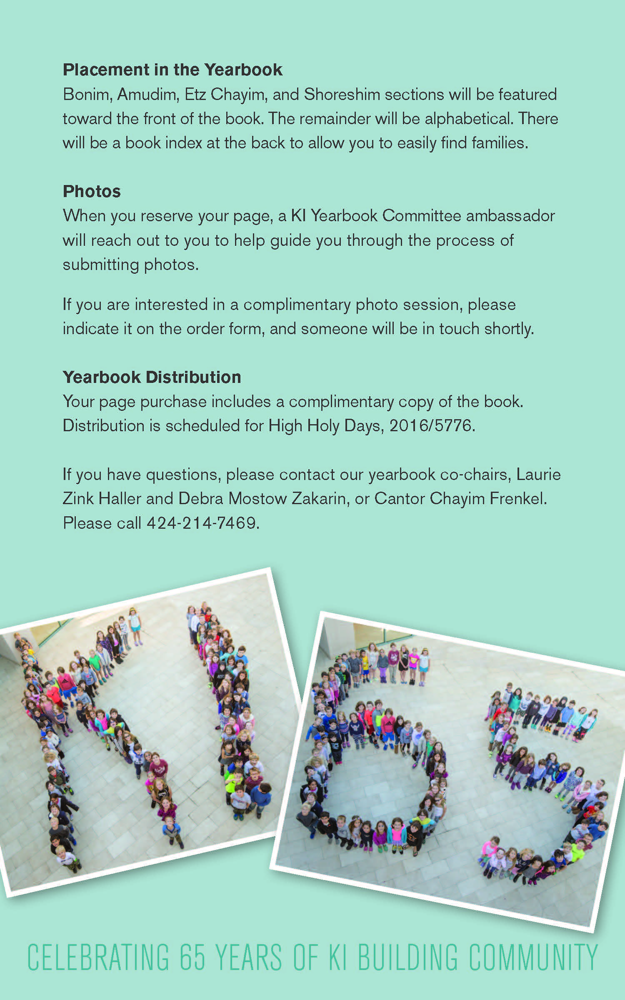 Placement in the Yearbook
Bonim, Amudim, Etz Chayim, and Shoreshim sections will be featured
toward the front of the book. The remainder will be alphabetical. There
will be a book index at the back to allow you to easily find families.
Photos
When you reserve your page, a KI Yearbook Committee ambassador
will reach out to you to help guide you through the process of
submitting photos.
If you are interested in a complimentary photo session, please
indicate it on the order form, and someone will be in touch shortly.
Yearbook Distribution
Your page purchase includes a complimentary copy of the book.
Distribution is scheduled for High Holy Days, 2016/5776.
If you have questions, please contact our yearbook co-chairs, Laurie
Zink Haller and Debra Mostow Zakarin, or Cantor Chayim Frenkel.
Please call 424-214-7469.
KI
65
CELEBRATING 65 YEARS OF KI BUILDING COMMUNITY